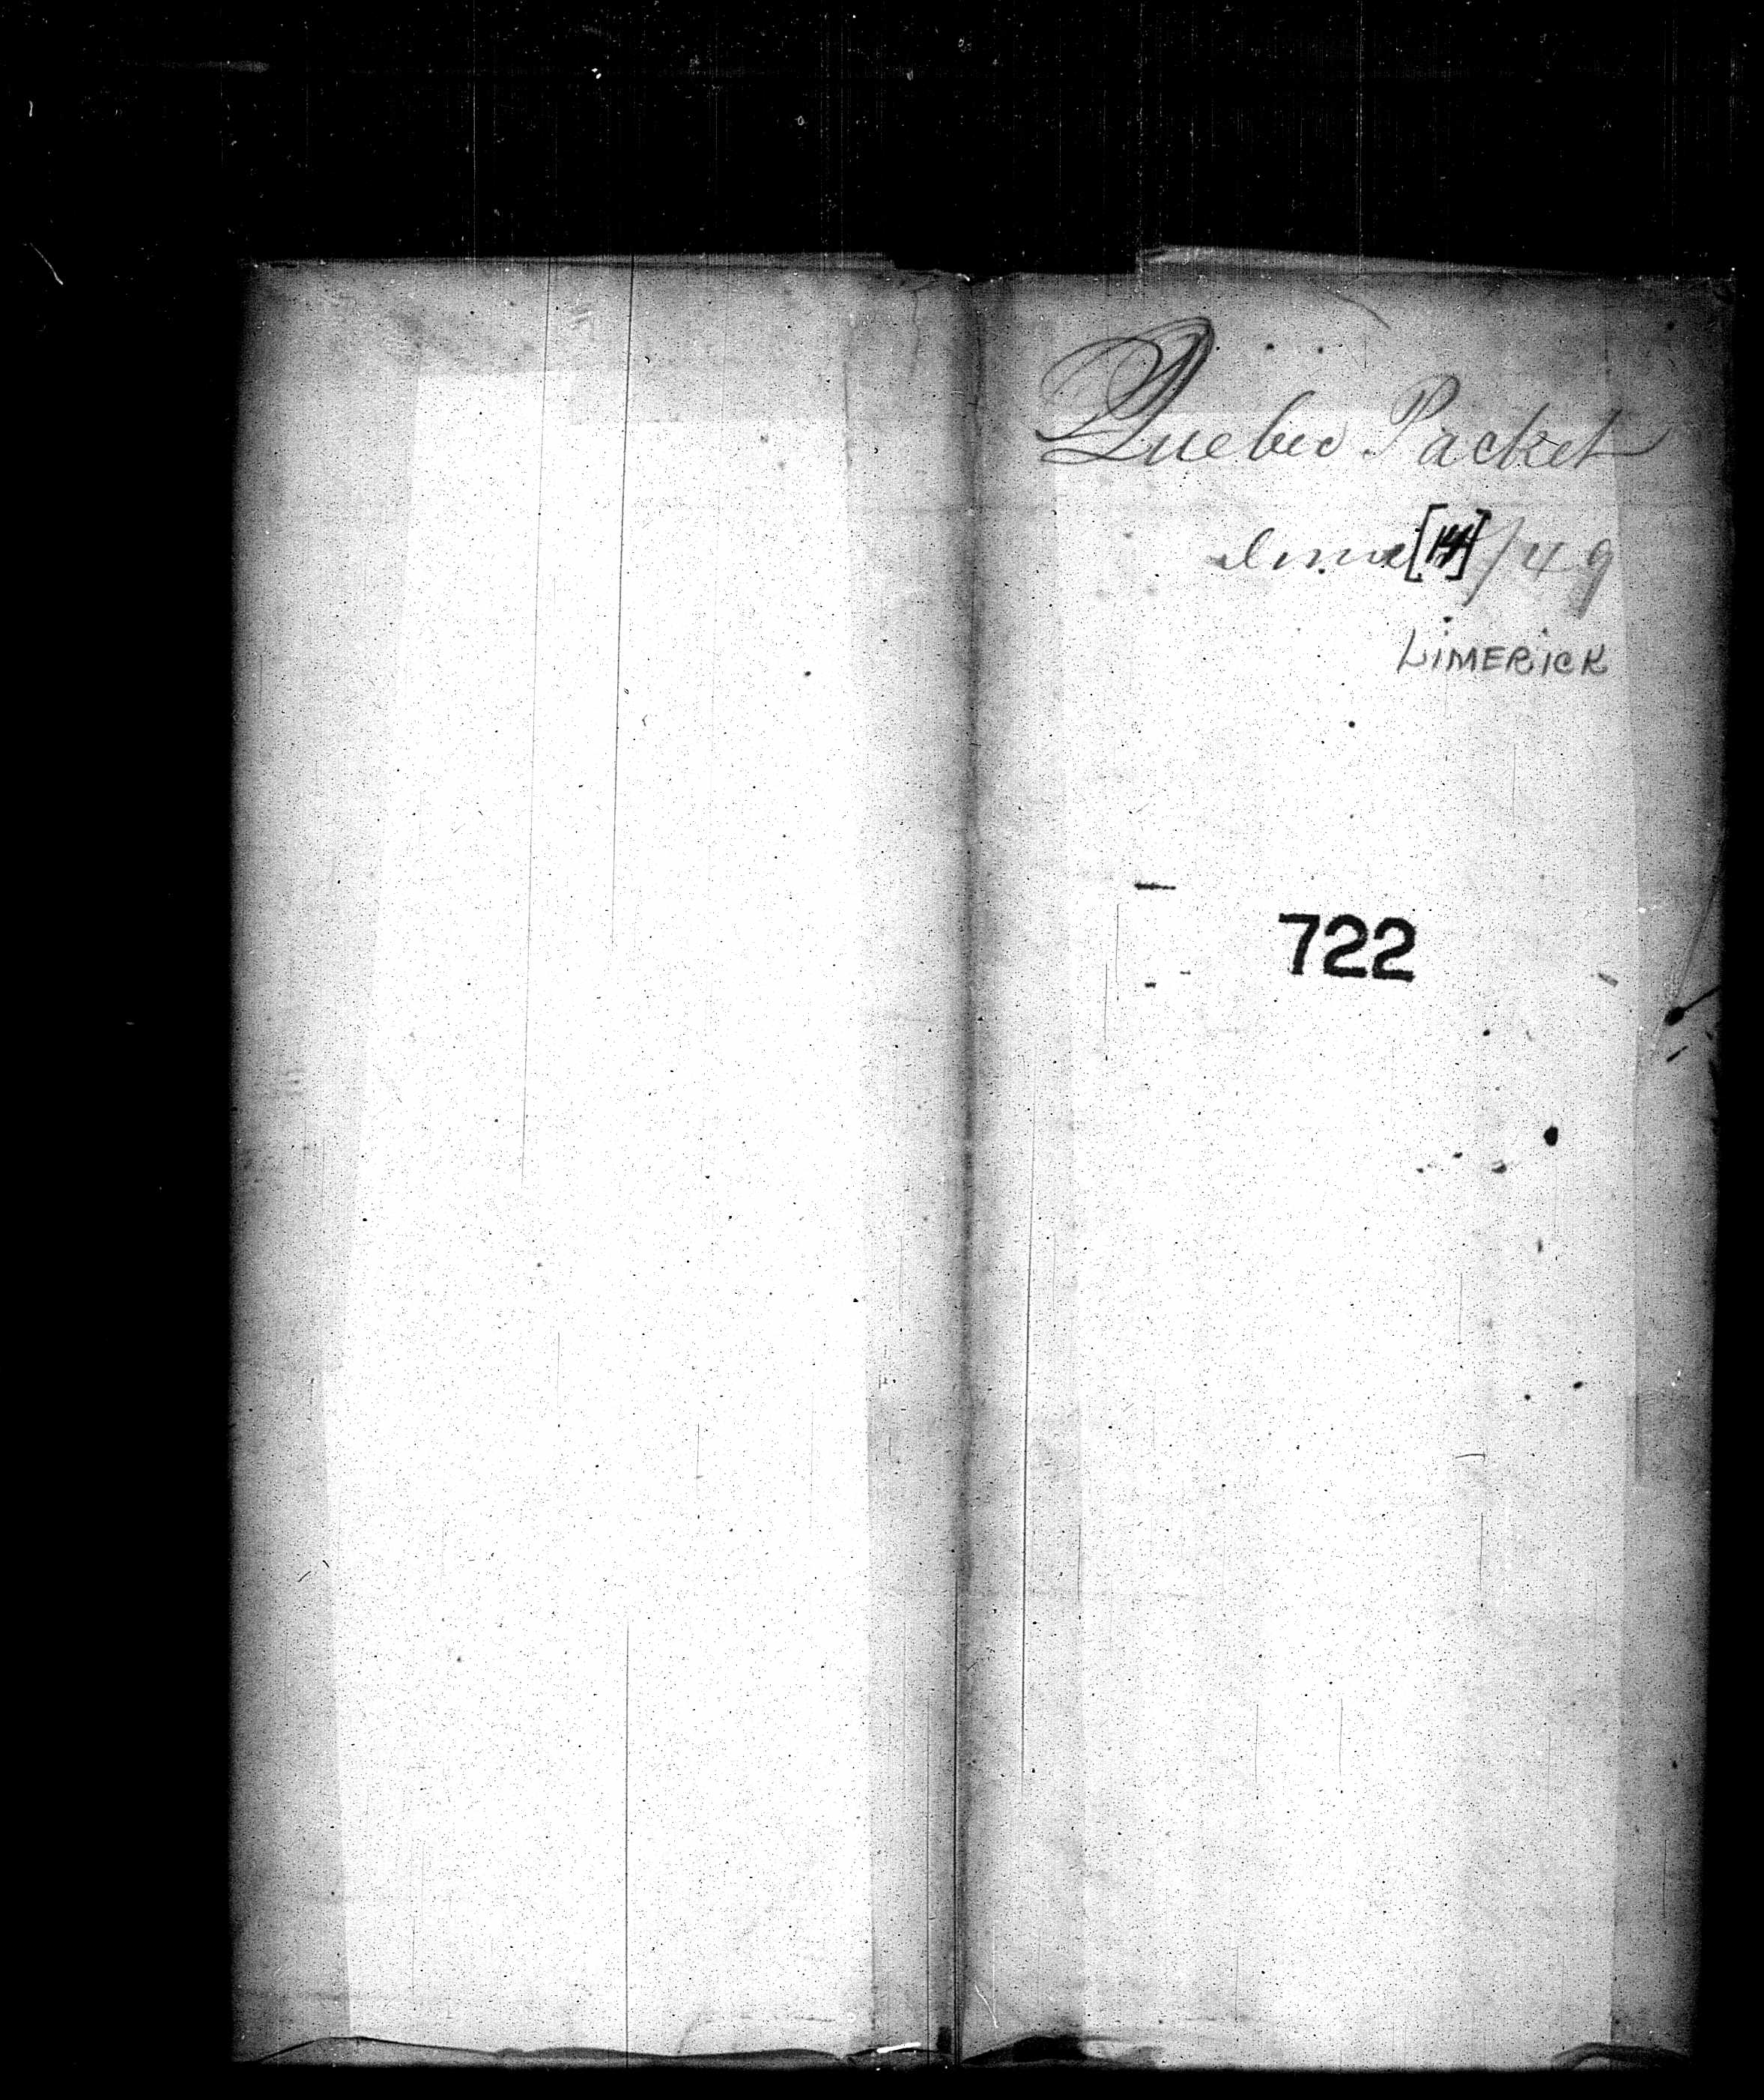 Quebec Packet
June [14] /49
LIMERICK
722